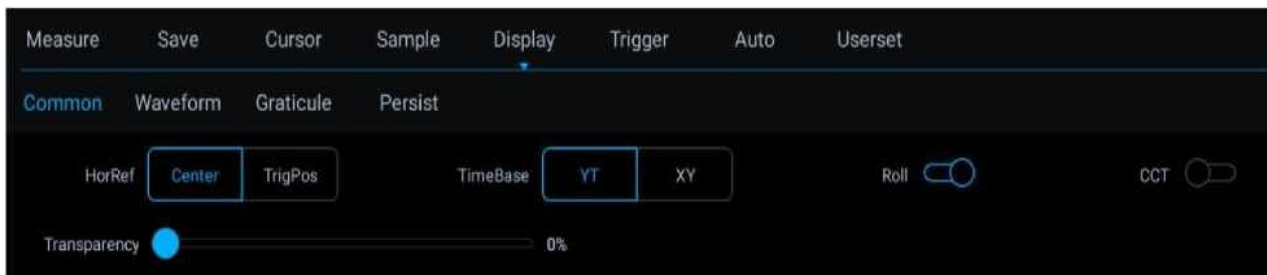 Measure Save Cursor Sample Display Trigger Auto Userset
Common Waveform Graticule Persist
HorRef Center TrigPos TimeBase YT XY Roll CCT
Transparency 0%